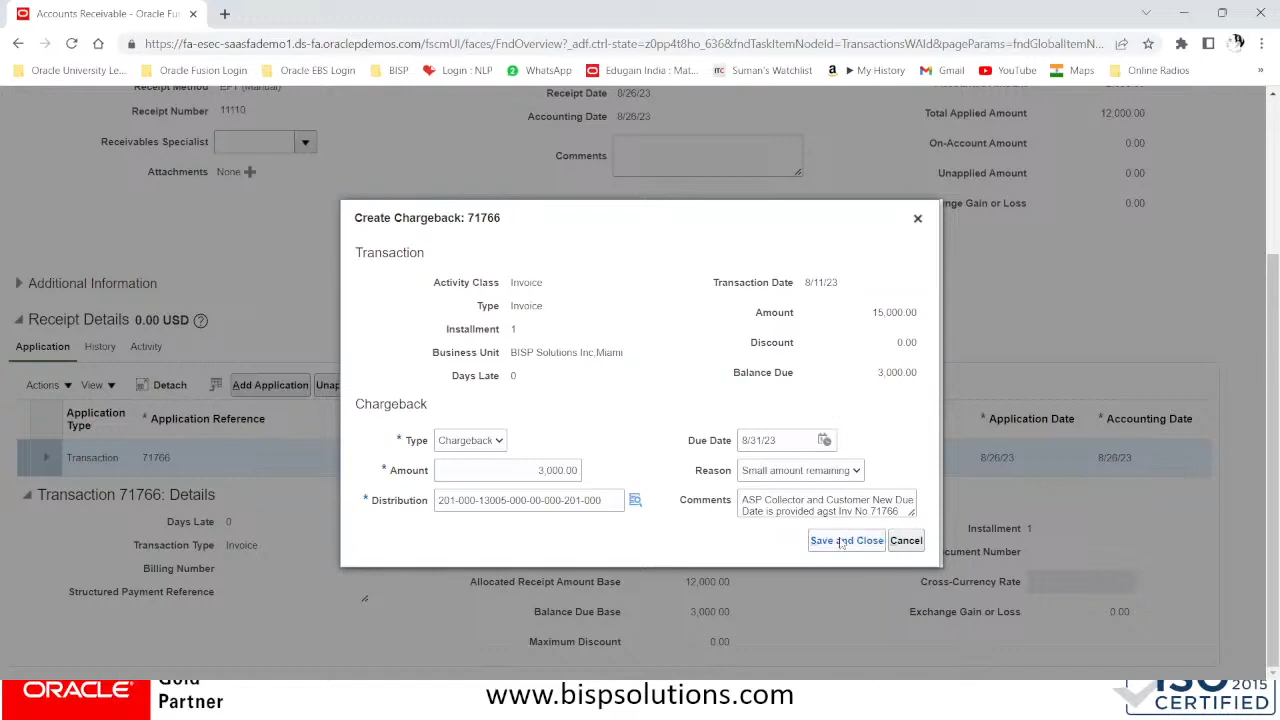 Accounts Receivable - Oracle Fu
https://fa-esec-saasfademo1.ds-fa.oraclepdemos.com/fscmUI/faces/FndOverview?_adf.ctrl-state=z0pp4t8ho_636&fndTaskItemNodeId=TransactionsWAId&pageParams=fndGlobalItemN...
Oracle University Le... Oracle Fusion Login Oracle EBS Login BISP Login : NLP WhatsApp Edugain India : Mat... Suman's Watchlist ▶ My History Gmail YouTube Maps Online Radios »
Receipt Method EFT (Manual)
Receipt Number 11110
Receivables Specialist
Attachments None
Receipt Date 8/26/23
Accounting Date 8/26/23
Comments
Total Applied Amount 12,000.00
On-Account Amount 0.00
Unapplied Amount 0.00
nge Gain or Loss 0.00
Create Chargeback: 71766
Transaction
Activity Class Invoice
Type Invoice
Installment 1
Business Unit BISP Solutions Inc,Miami
Days Late 0
Transaction Date 8/11/23
Amount 15,000.00
Discount 0.00
Balance Due 3,000.00
Chargeback
* Type Chargeback
* Amount 3,000.00
* Distribution 201-000-13005-000-00-000-201-000
Due Date 8/31/23
Reason Small amount remaining
Comments ASP Collector and Customer New Due
Date is provided agst Inv No 71766
Save and Close Cancel
Additional Information
Receipt Details 0.00 USD
Application History Activity
Actions View Detach Add Application Unap
Application
Type
* Application Reference * Application Date * Accounting Date
Transaction 71766 8/26/23 8/26/23
Transaction 71766: Details
Days Late 0
Transaction Type Invoice
Billing Number
Structured Payment Reference
Allocated Receipt Amount Base 12,000.00
Balance Due Base 3,000.00
Maximum Discount 0.00
Installment 1
ocument Number
Cross-Currency Rate
Exchange Gain or Loss 0.00
ORACLE
Gold
Partner
www.bispsolutions.com
ISO 2015
CERTIFIED